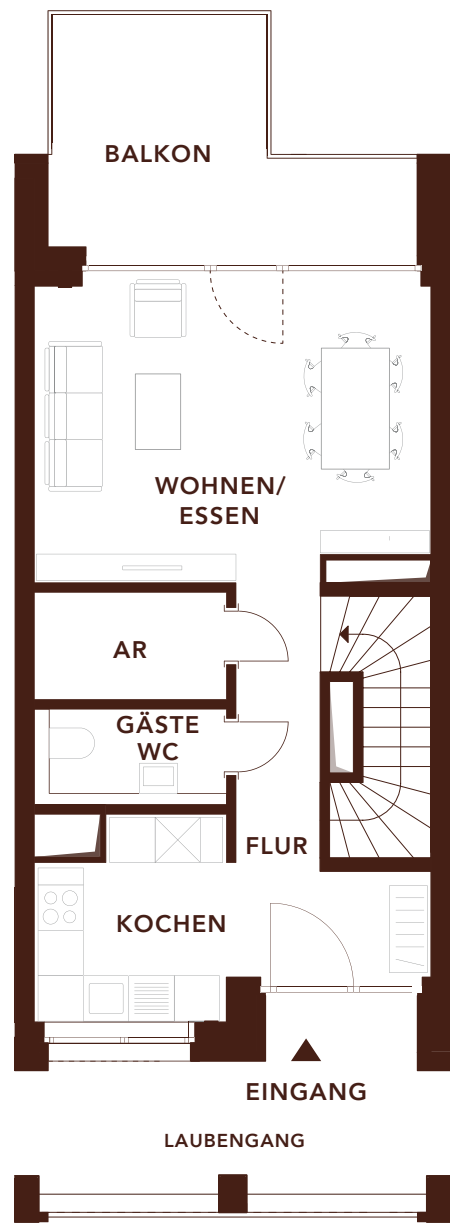 BALKON
WOHNEN/
ESSEN
AR
GÄSTE
WC
FLUR
KOCHEN
EINGANG
LAUBENGANG